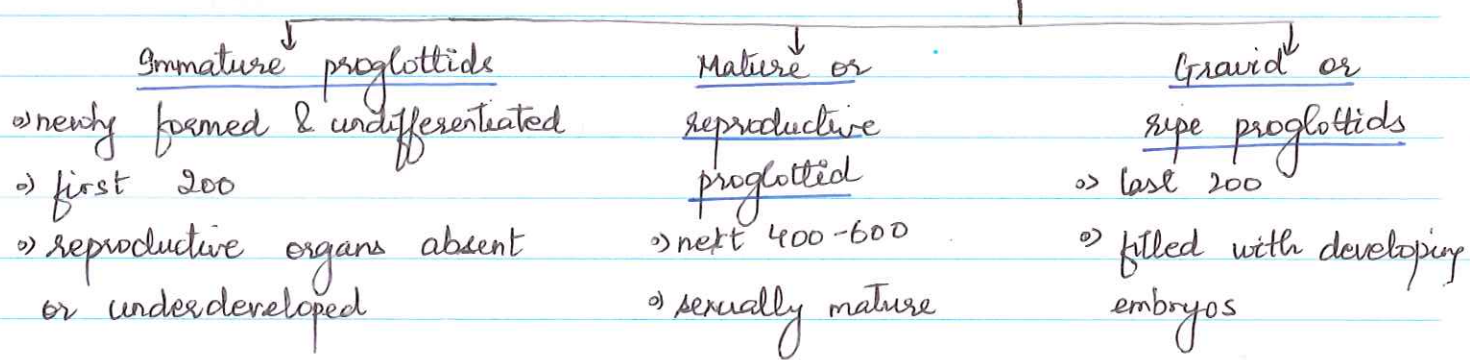 Immature proglottids
o) newly formed & undifferentiated
o) first 200
o) reproductive organs absent
or underdeveloped
Mature or
reproductive
proglottid
o) next 400-600
o) sexually mature
Gravid or
ripe proglottids
o) last 200
o) filled with developing
embryos